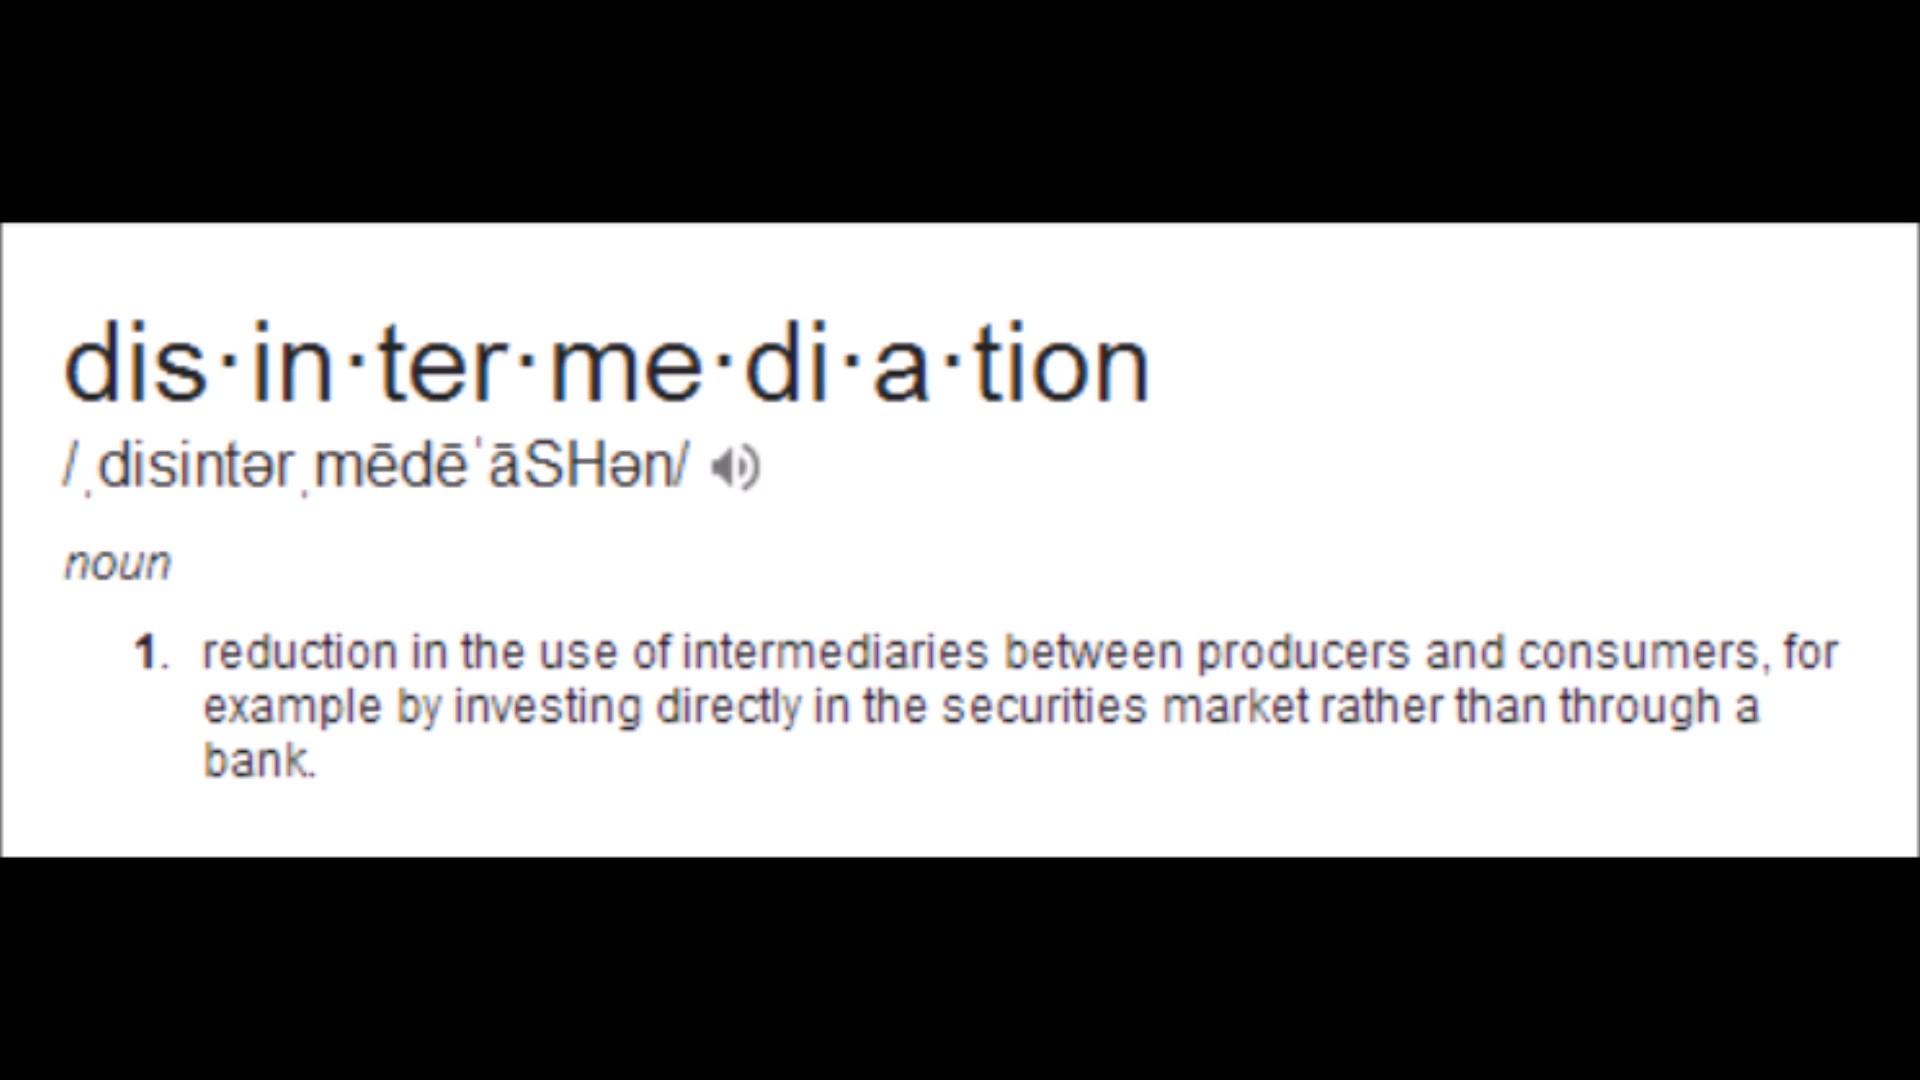 dis·in·ter·me·di·a·tion
/ˌdisintərˌmēdēˈāSHən/
noun
1. reduction in the use of intermediaries between producers and consumers, for
example by investing directly in the securities market rather than through a
bank.